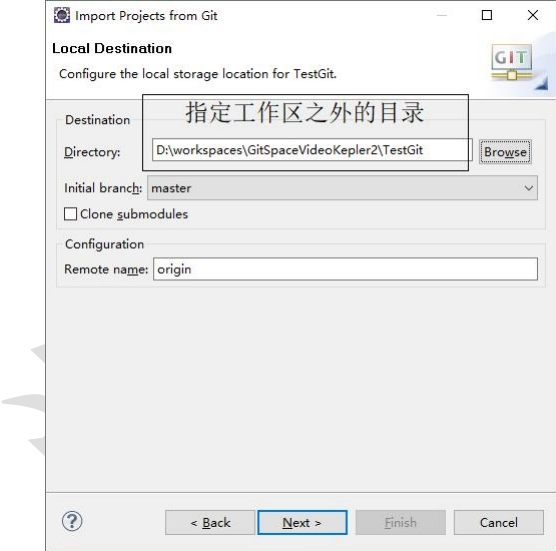 Import Projects from Git
Local Destination
Configure the local storage location for TestGit.
GIT
指定工作区之外的目录
Destination
Directory: D:\workspaces\GitSpaceVideoKepler2\TestGit Browse
Initial branch: master
Clone submodules
Configuration
Remote name: origin
< Back Next > Finish Cancel